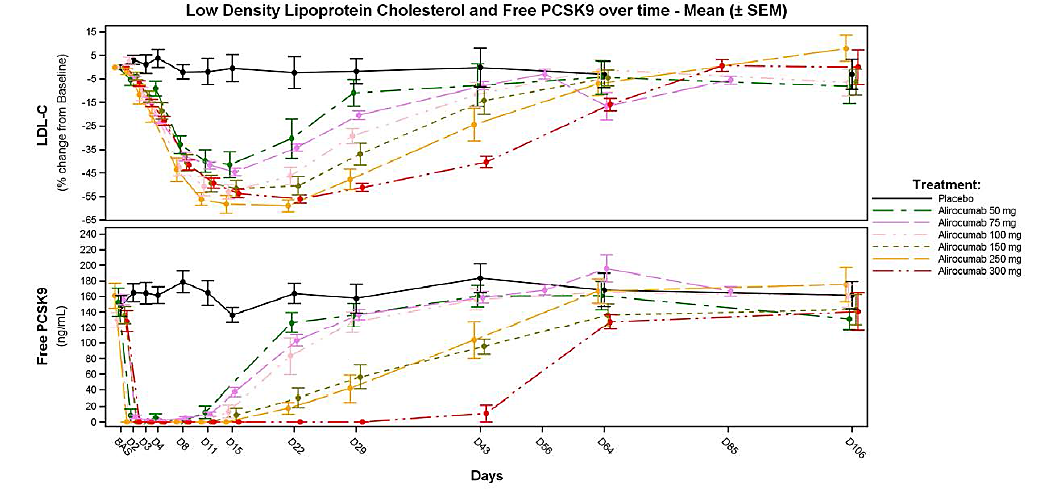 Low Density Lipoprotein Cholesterol and Free PCSK9 over time - Mean (± SEM)
LDL-C
(% change from Baseline)
15
5
-5
-15
-25
-35
-45
-55
-65
Free PCSK9
(ng/mL)
240
220
200
180
160
140
120
100
80
60
40
20
0
BAS D2 D3 D4 D8 D11 D15 D22 D29 D43 D56 D64 D85 D106
Days
Treatment:
Placebo
Alirocumab 50 mg
Alirocumab 75 mg
Alirocumab 100 mg
Alirocumab 150 mg
Alirocumab 250 mg
Alirocumab 300 mg